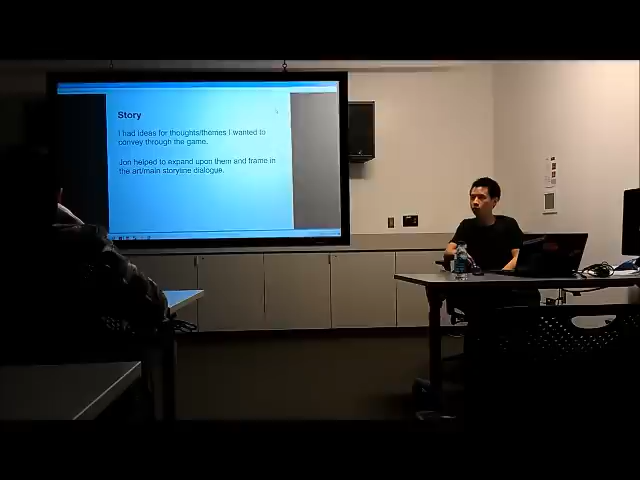 Story
I had ideas for thoughts/themes I wanted to
convey through the game.
Jon helped to expand upon them and frame in
the art/main storyline dialogue.